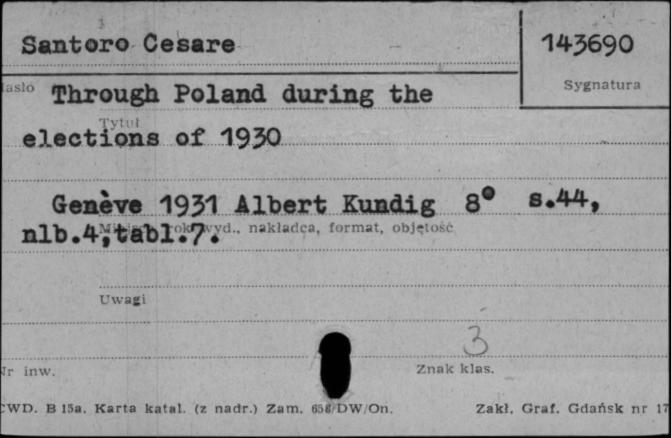 Santoro Cesare 143690
Sygnatura
Through Poland during the
Tytuł
elections of 1930
Genève 1931 Albert Kundig 8° s.44,
nlb.4,tabl.7. wyd., nakładca, format, objętość
Uwagi
3
Nr inw. Znak klas.
CWD. B 15a. Karta katal. (z nadr.) Zam. 658/DW/On. Zakł. Graf. Gdańsk nr 17